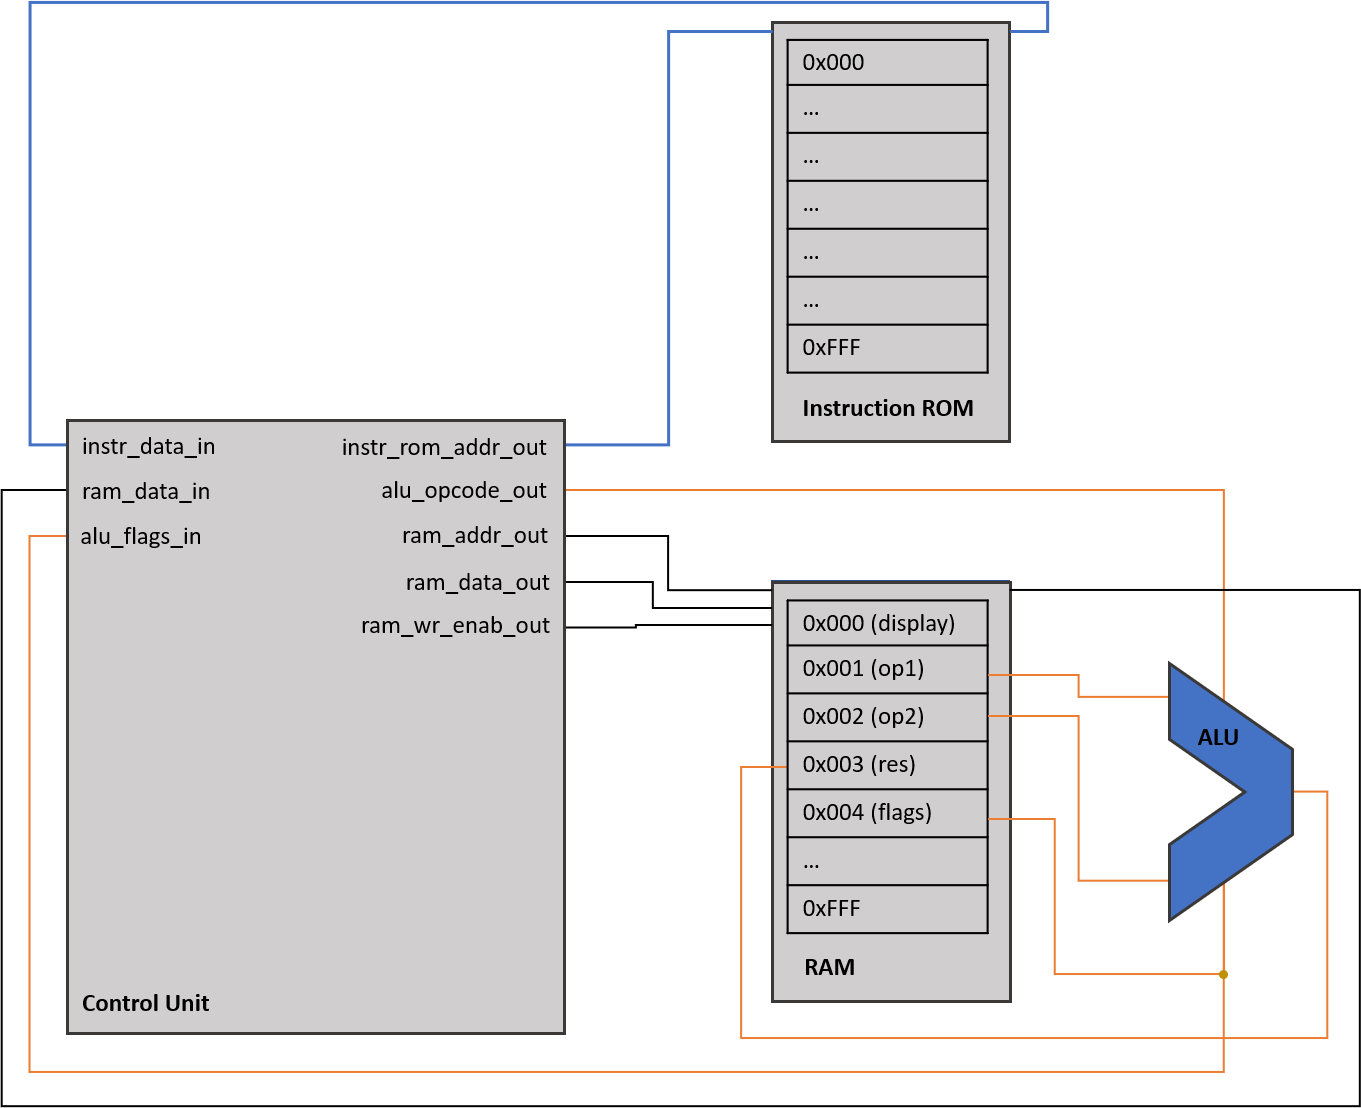 0x000
...
...
...
...
...
0xFFF
Instruction ROM
instr_data_in
instr_rom_addr_out
ram_data_in
alu_opcode_out
alu_flags_in
ram_addr_out
ram_data_out
ram_wr_enab_out
Control Unit
0x000 (display)
0x001 (op1)
0x002 (op2)
0x003 (res)
0x004 (flags)
...
0xFFF
RAM
ALU